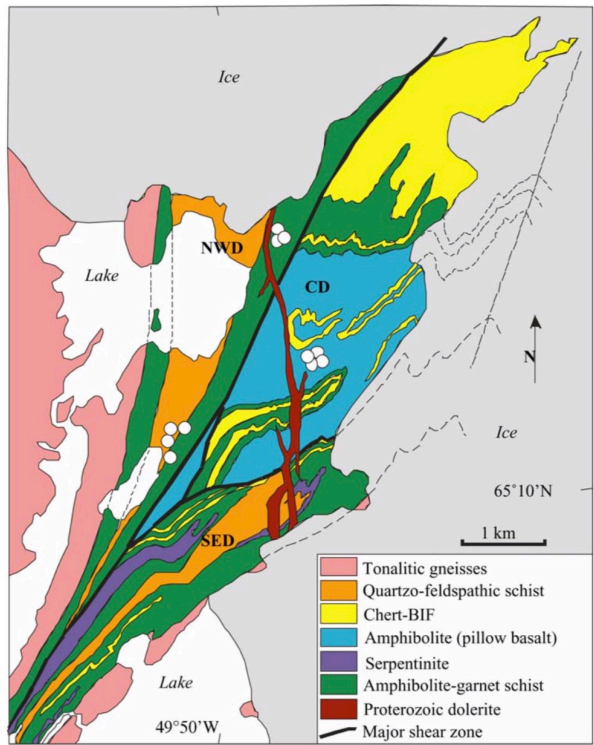 Ice
NWD
Lake
CD
N
Ice
65°10'N
1 km
SED
Tonalitic gneisses
Quartzo-feldspathic schist
Chert-BIF
Amphibolite (pillow basalt)
Serpentinite
Amphibolite-garnet schist
Proterozoic dolerite
Major shear zone
Lake
49°50'W